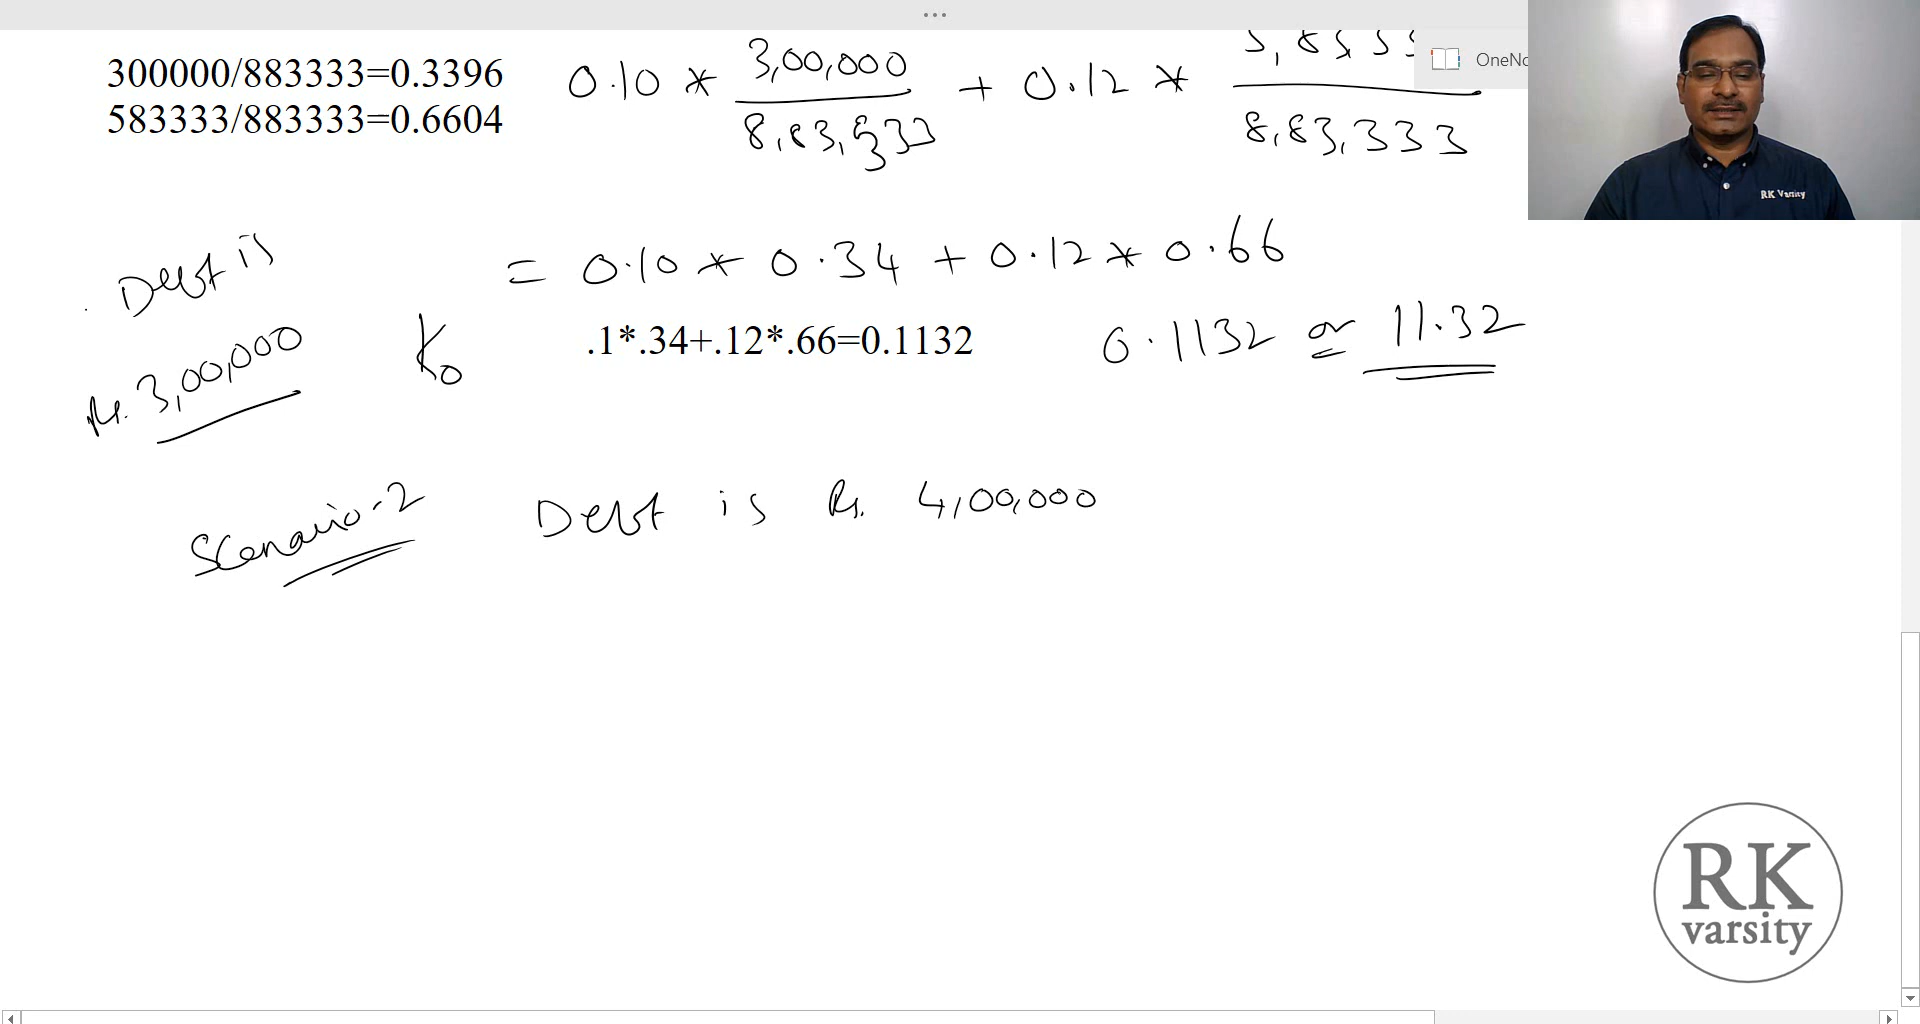 300000/883333=0.3396
583333/883333=0.6604
0.10 * 3,00,000 / 8,83,333 + 0.12 * 5,83,33 / 8,83,333
OneNo
RK Varsity
= 0.10 * 0.34 + 0.12 * 0.66
Debt is
Rs. 3,00,000
K0
.1*.34+.12*.66=0.1132
0.1132 or 11.32
Scenario-2
Debt is Rs. 4,00,000
RK
varsity